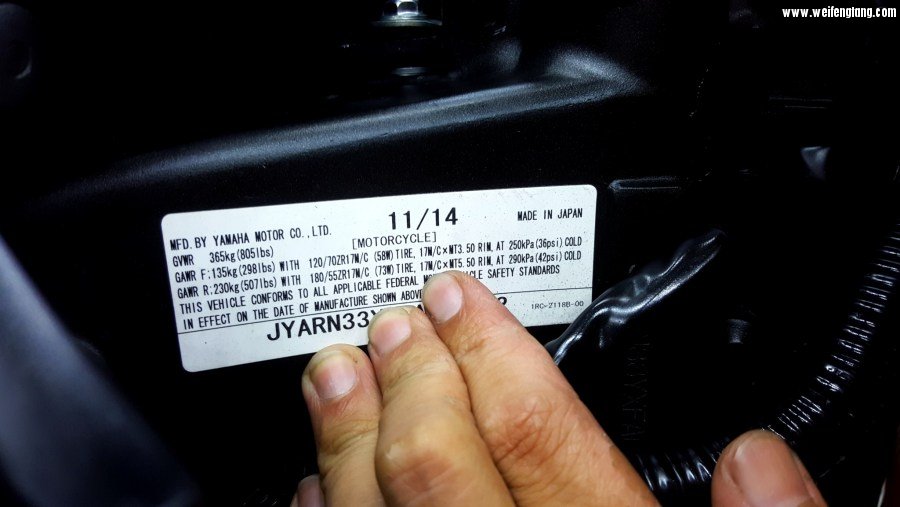 www.weifengtang.com
11/14
MFD. BY YAMAHA MOTOR CO., LTD.
MADE IN JAPAN
[MOTORCYCLE]
GVWR 365kg(805lbs)
GAWR F:135kg(298lbs) WITH 120/70ZR17M/C (58W) TIRE, 17M/C×MT3.50 RIM, AT 250kPa(36psi) COLD
GAWR R:230kg(507lbs) WITH 180/55ZR17M/C (73W) TIRE, 17M/C×MT5.50 RIM, AT 290kPa(42psi) COLD
THIS VEHICLE CONFORMS TO ALL APPLICABLE FEDERAL VEHICLE SAFETY STANDARDS
IN EFFECT ON THE DATE OF MANUFACTURE SHOWN ABOVE
1RC-2118B-00
JYARN33